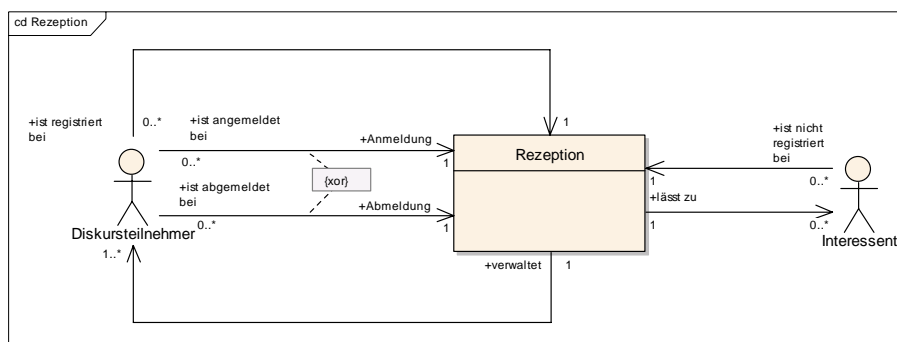 cd Rezeption
+ist registriert
bei
0..*
+ist angemeldet
bei
0..*
+Anmeldung
1
1
{xor}
+ist abgemeldet
bei
0..*
+Abmeldung
1
Rezeption
+ist nicht
registriert
bei
1
0..*
+lässt zu
1
0..*
Diskursteilnehmer
1..*
Interessent
+verwaltet
1